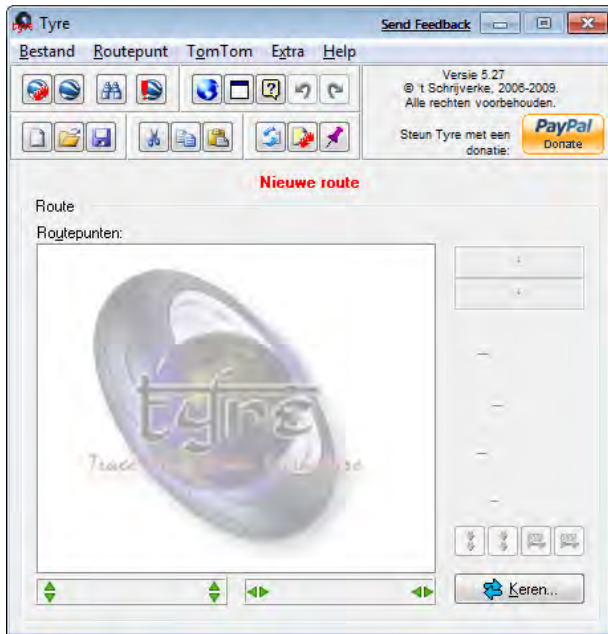 Tyre
Send Feedback
Bestand Routepunt TomTom Extra Help
Versie 5.27
© 't Schrijverke, 2006-2009.
Alle rechten voorbehouden.
Steun Tyre met een
donatie:
PayPal
Donate
Nieuwe route
Route
Routepunten:
tyre
Trace
Keren...